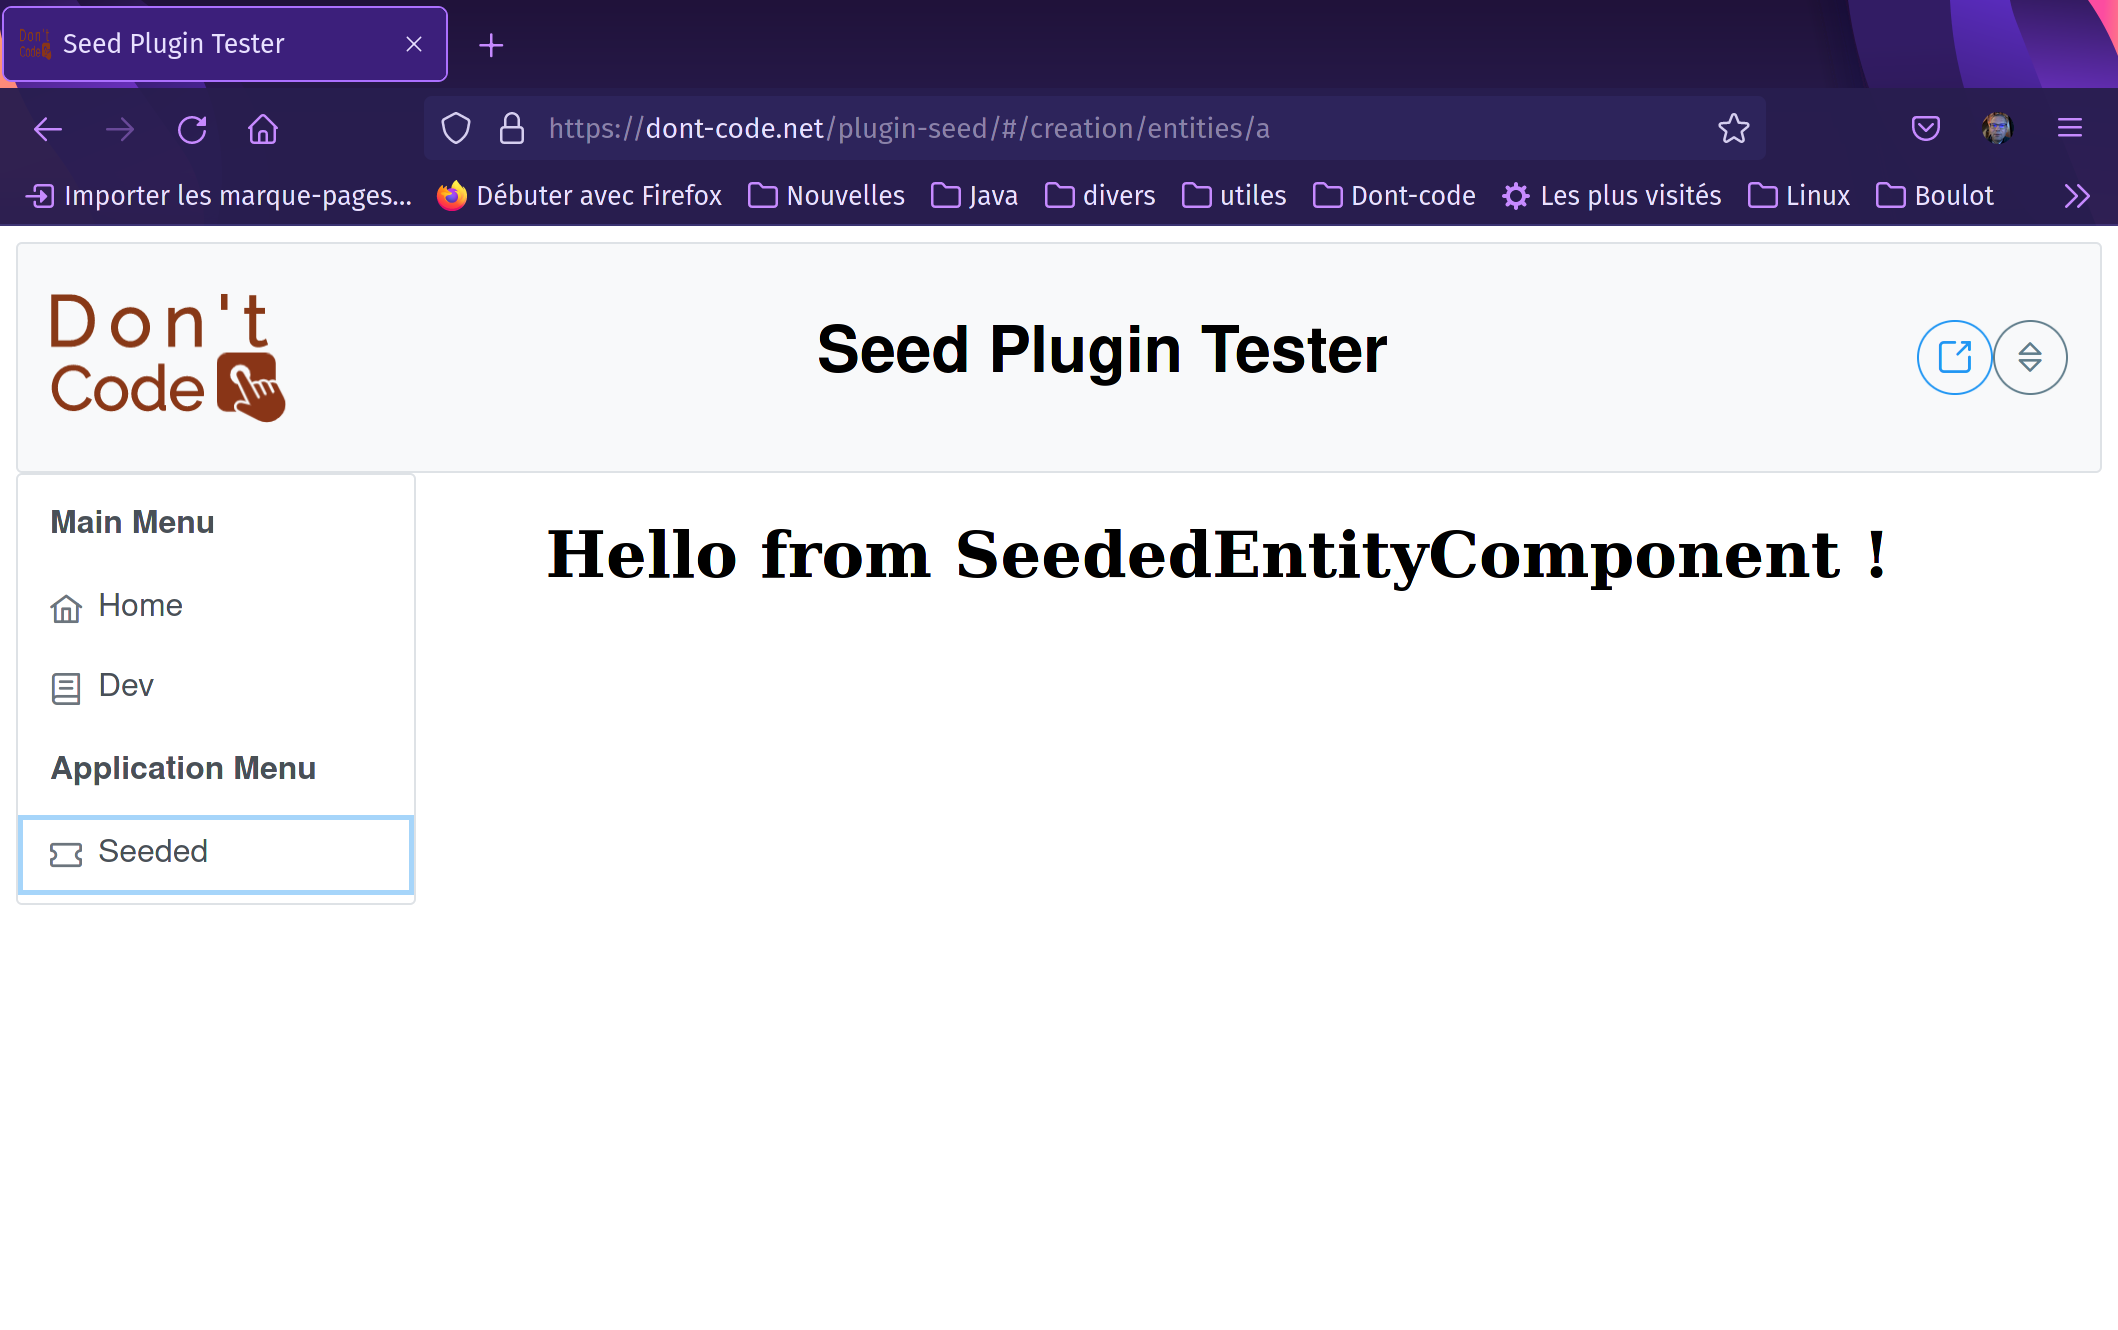 Don't
Code
Seed Plugin Tester
https://dont-code.net/plugin-seed/#/creation/entities/a
Importer les marque-pages... Débuter avec Firefox Nouvelles Java divers utiles Dont-code Les plus visités Linux Boulot
Don't
Code
Seed Plugin Tester
Main Menu
Home
Dev
Application Menu
Seeded
Hello from SeededEntityComponent !